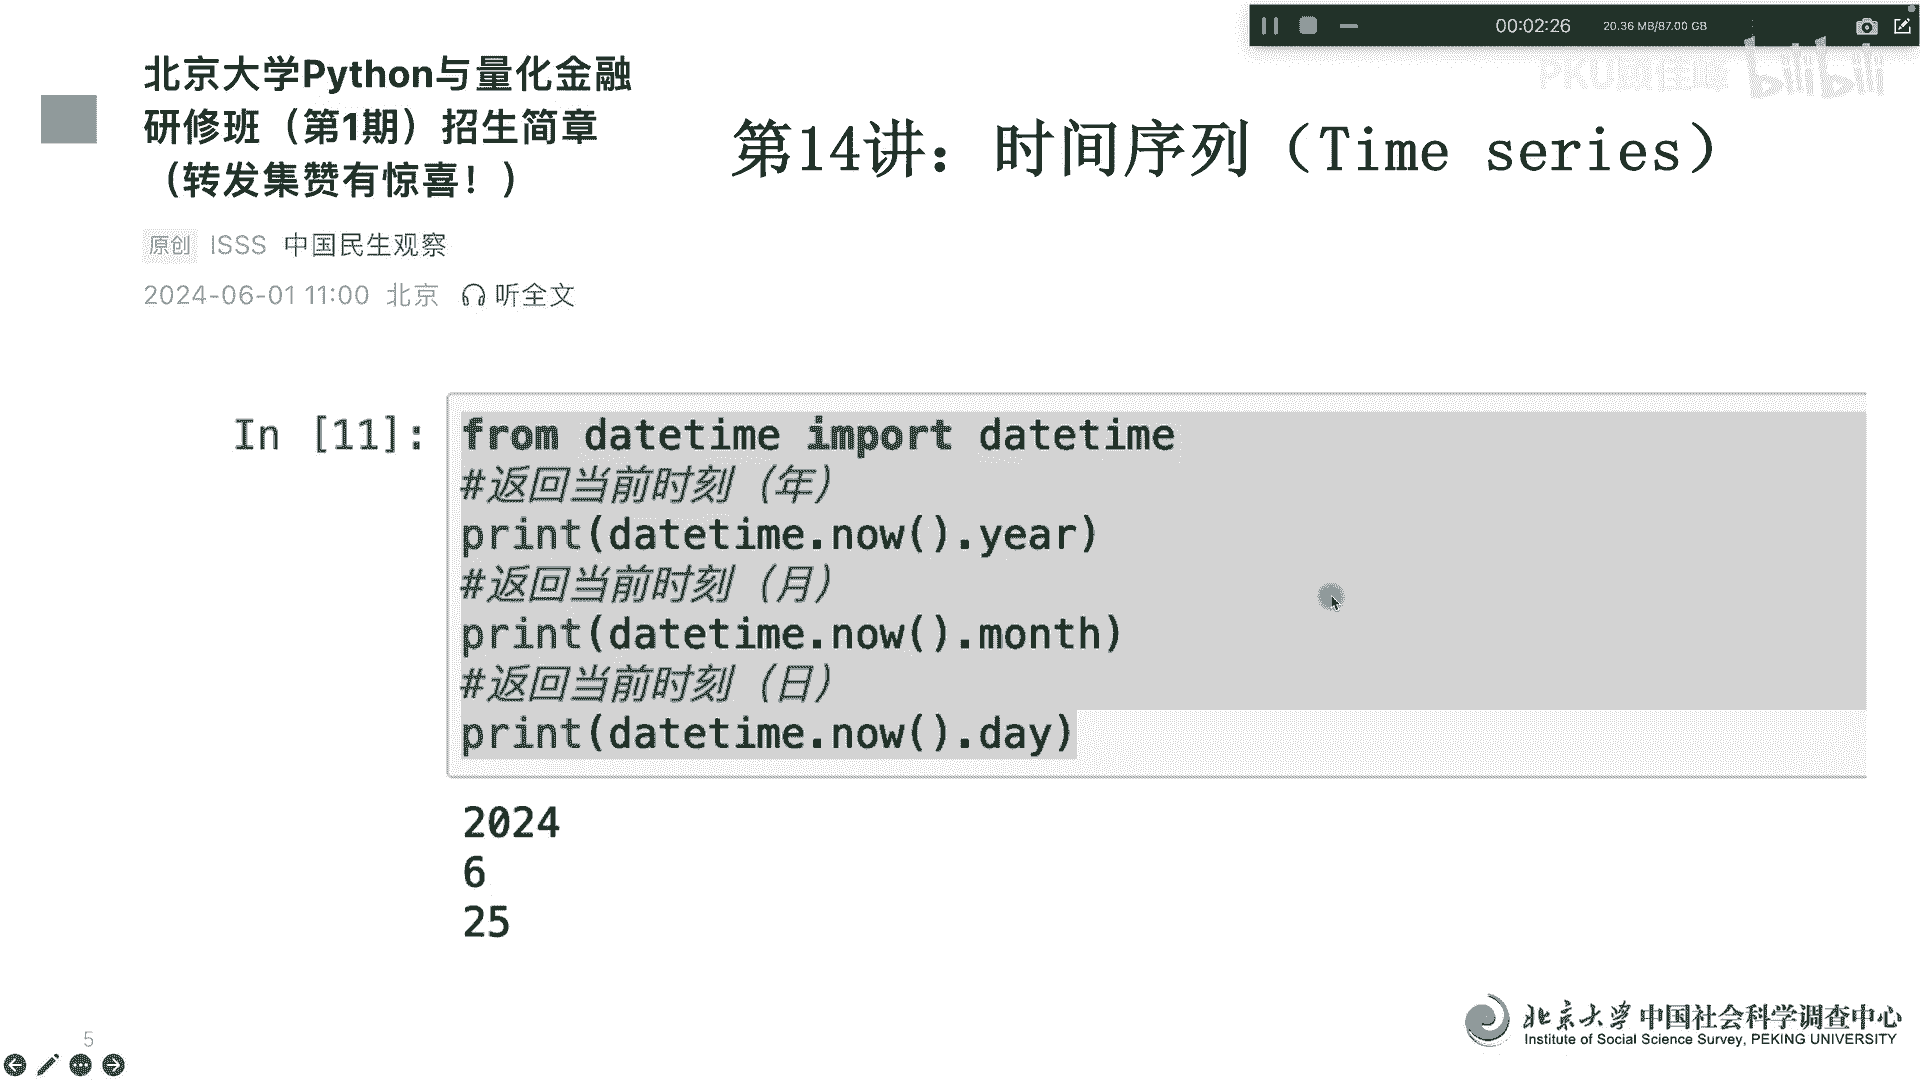 00:02:26
20.36 MB/87.00 GB
bilibili
北京大学Python与量化金融
研修班（第1期）招生简章
（转发集赞有惊喜！）
第14讲：时间序列（Time series）
原创 ISSS 中国民生观察
2024-06-01 11:00 北京 听全文
In [11]:
from datetime import datetime
#返回当前时刻（年）
print(datetime.now().year)
#返回当前时刻（月）
print(datetime.now().month)
#返回当前时刻（日）
print(datetime.now().day)
2024
6
25
北京大学中国社会科学调查中心
Institute of Social Science Survey, PEKING UNIVERSITY
5